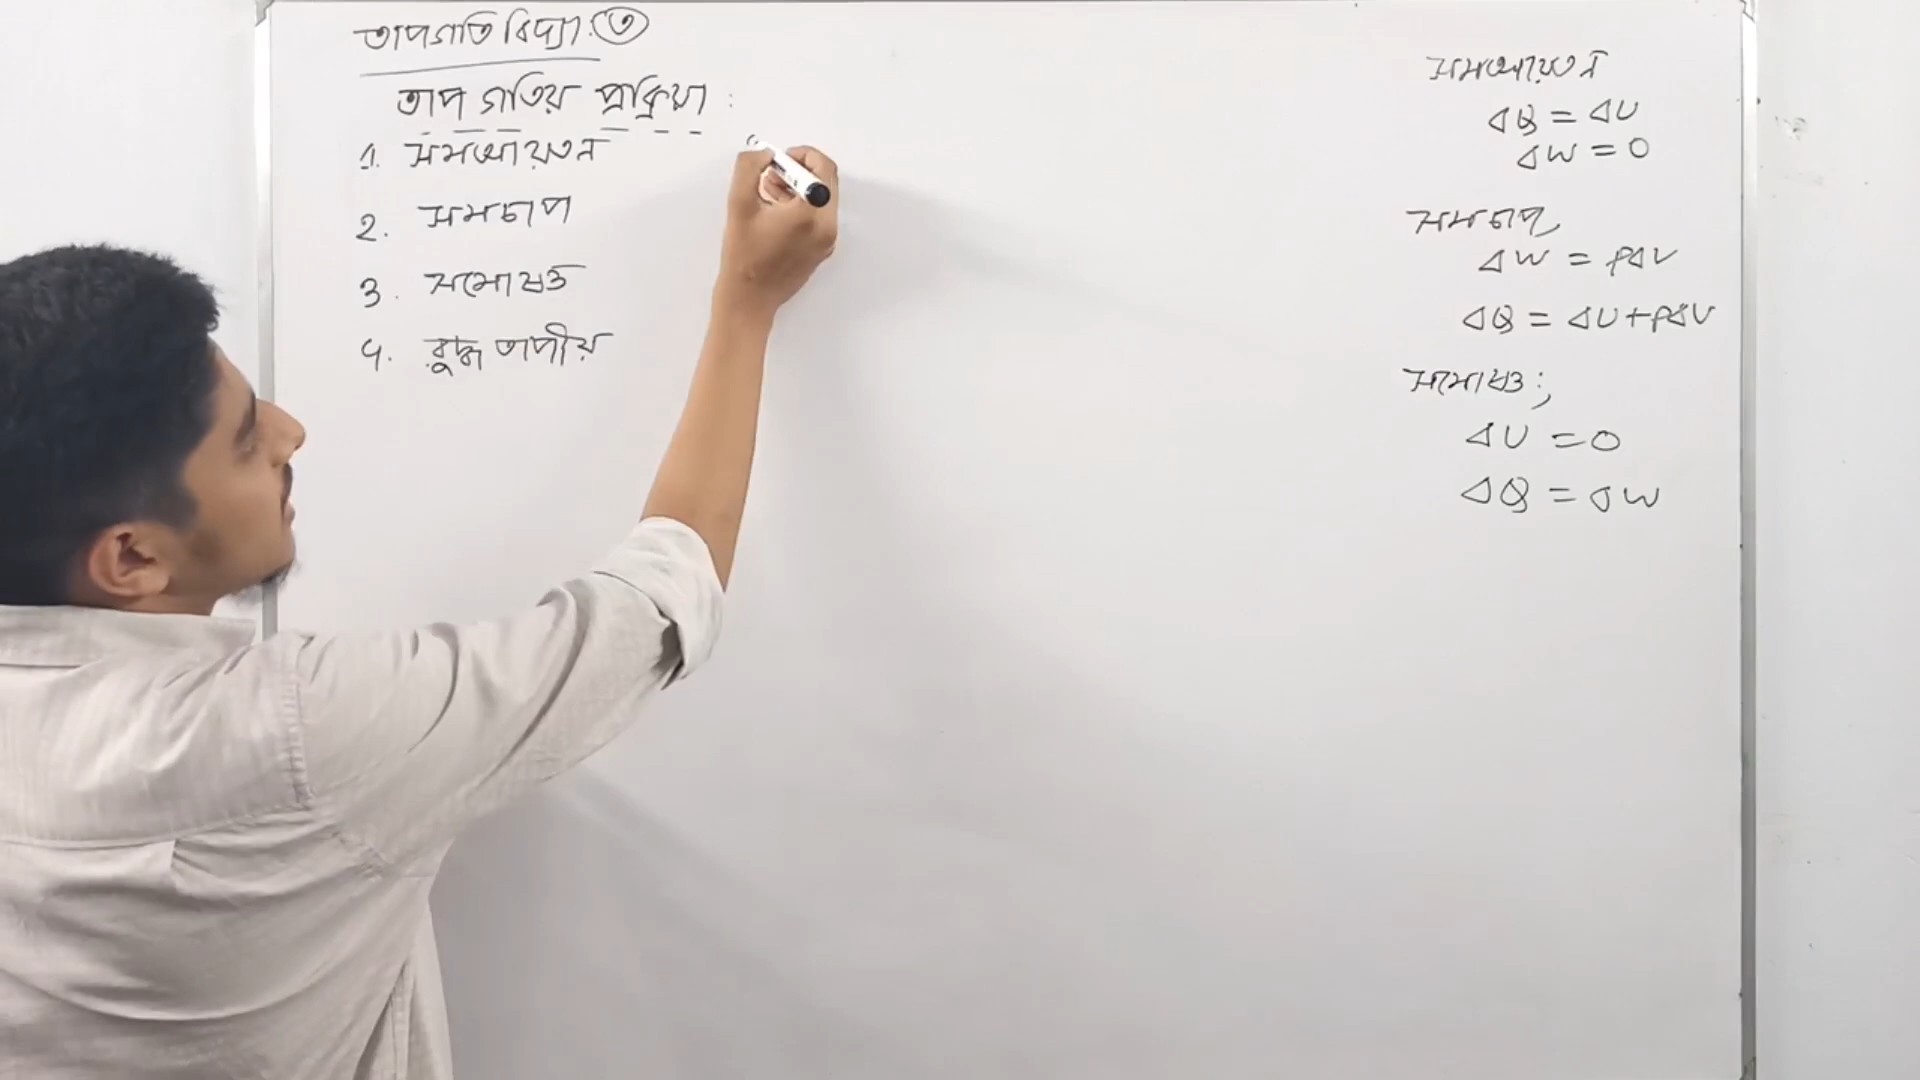 তাপগতি বিদ্যা: ৩
তাপ গতিয় প্রক্রিয়া :
1. সমআয়তন
2. সমচাপ
3. সমোষ্ণ
4. রুদ্ধ তাপীয়
সমআয়তন
ΔQ = ΔU
ΔW = 0
সমচাপ,
ΔW = PΔV
ΔQ = ΔU+PΔV
সমোষ্ণ :,
ΔU = 0
ΔQ = ΔW